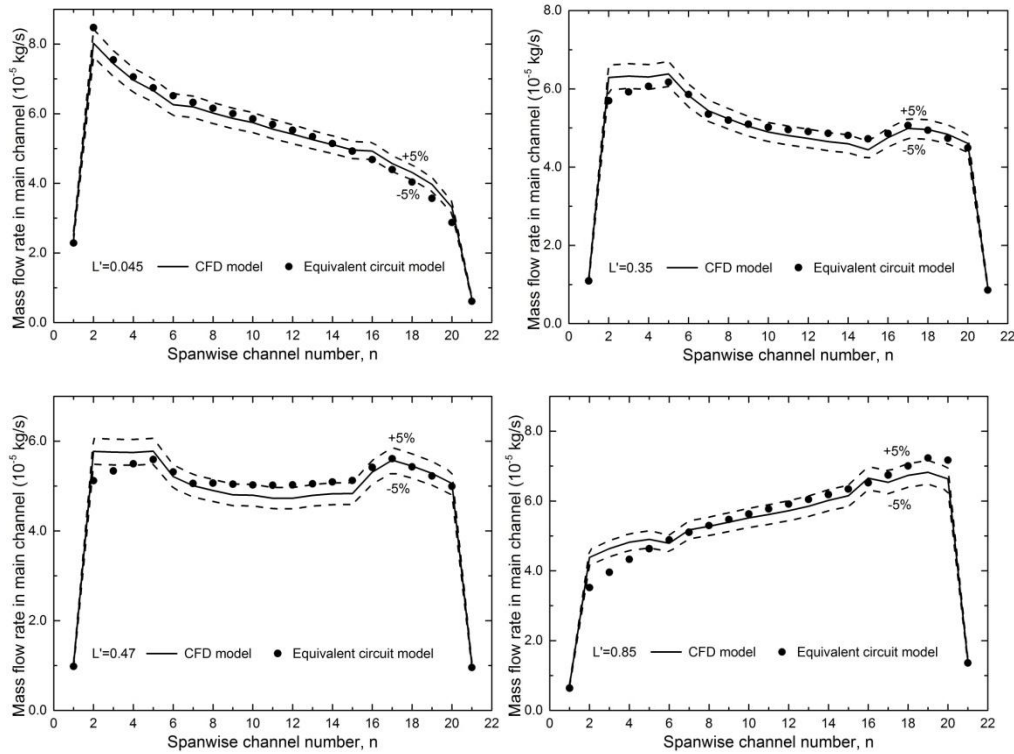 Mass flow rate in main channel (10⁻⁵ kg/s)
8.0
6.0
4.0
2.0
0.0
+5%
-5%
L'=0.045 CFD model Equivalent circuit model
0 2 4 6 8 10 12 14 16 18 20 22
Spanwise channel number, n
Mass flow rate in main channel (10⁻⁵ kg/s)
8.0
6.0
4.0
2.0
0.0
+5%
-5%
L'=0.35 CFD model Equivalent circuit model
0 2 4 6 8 10 12 14 16 18 20 22
Spanwise channel number, n
Mass flow rate in main channel (10⁻⁵ kg/s)
6.0
4.0
2.0
0.0
+5%
-5%
L'=0.47 CFD model Equivalent circuit model
0 2 4 6 8 10 12 14 16 18 20 22
Spanwise channel number, n
Mass flow rate in main channel (10⁻⁵ kg/s)
8.0
6.0
4.0
2.0
0.0
+5%
-5%
L'=0.85 CFD model Equivalent circuit model
0 2 4 6 8 10 12 14 16 18 20 22
Spanwise channel number, n